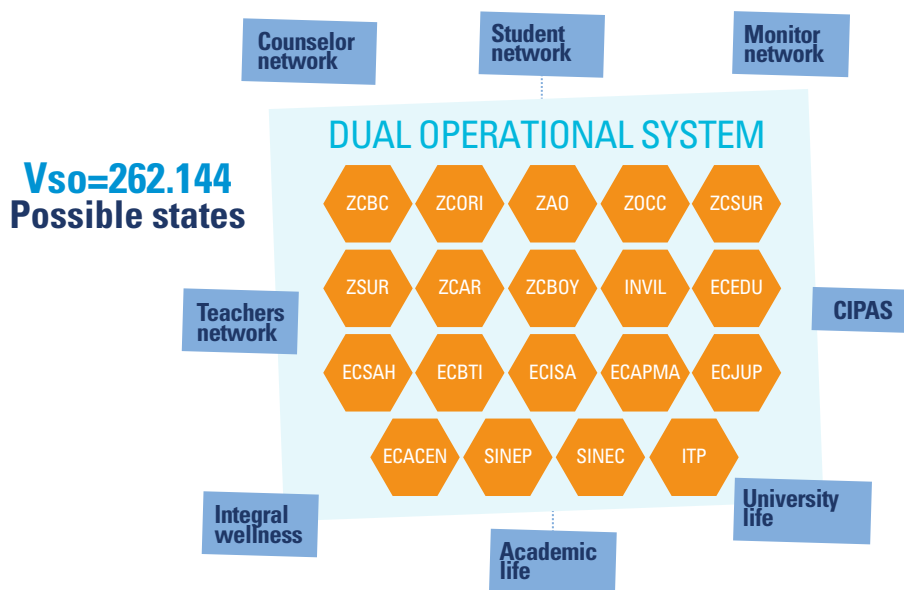 Counselor
network
Student
network
Monitor
network
DUAL OPERATIONAL SYSTEM
Vso=262.144
Possible states
ZCBC ZCORI ZAO ZOCC ZCSUR
ZSUR ZCAR ZCBOY INVIL ECEDU
Teachers
network
CIPAS
ECSAH ECBTI ECISA ECAPMA ECJUP
ECACEN SINEP SINEC ITP
Integral
wellness
Academic
life
University
life